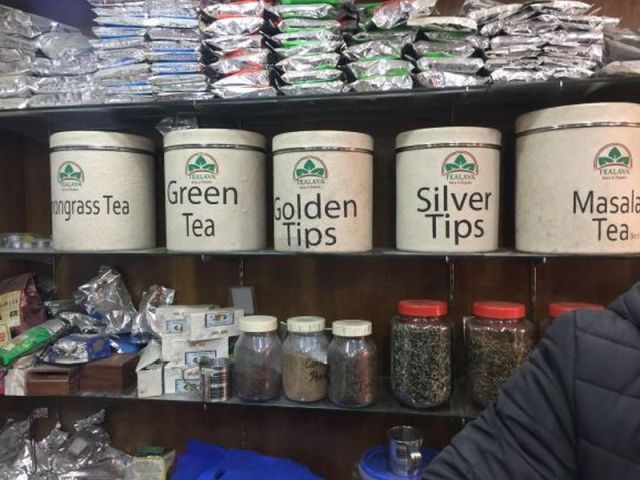 TEALAVA
ongrass Tea
TEALAVA
Green
Tea
TEALAVA
Golden
Tips
TEALAVA
Silver
Tips
TEALAVA
Masala
Tea